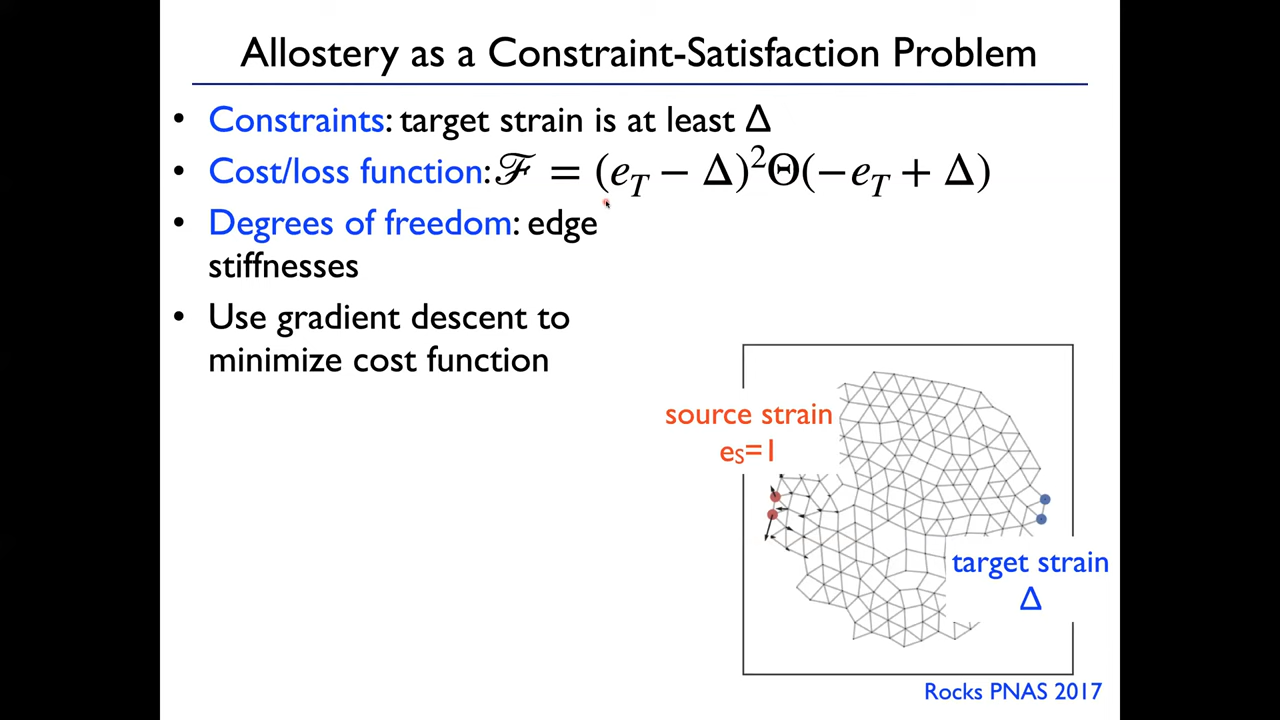 Allostery as a Constraint-Satisfaction Problem
• Constraints: target strain is at least Δ
• Cost/loss function: ℱ = (e_T − Δ)²Θ(−e_T + Δ)
• Degrees of freedom: edge
stiffnesses
• Use gradient descent to
minimize cost function
source strain
eS=1
target strain
Δ
Rocks PNAS 2017